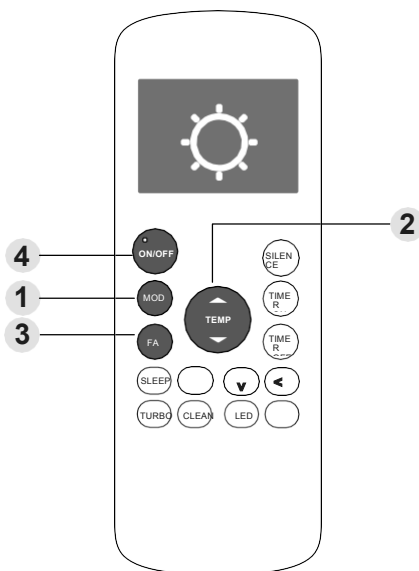 2
ON/OFF
4
SILEN
CE
1
MOD
TIME
R
TEMP
3
FA
TIME
R
SLEEP
TURBO
CLEAN
LED